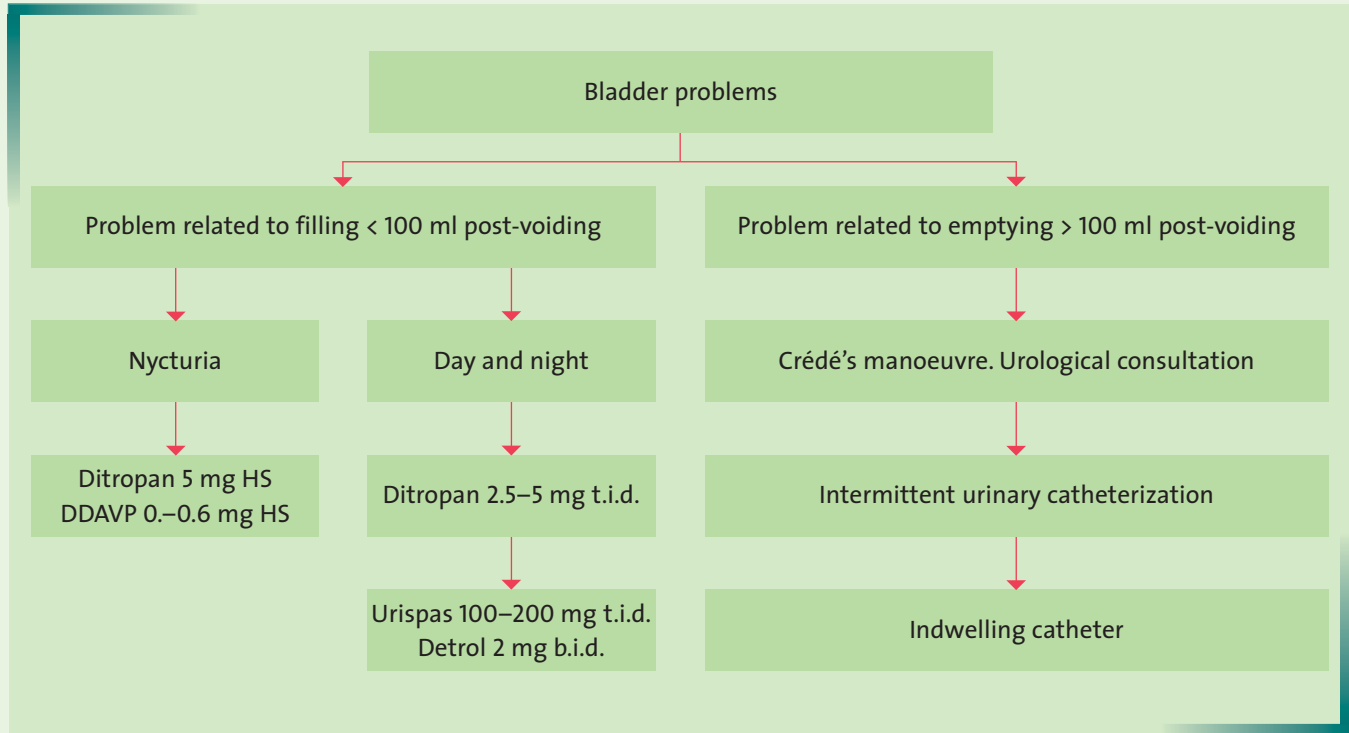 Bladder problems
Problem related to filling < 100 ml post-voiding
Problem related to emptying > 100 ml post-voiding
Nycturia
Day and night
Crédé’s manoeuvre. Urological consultation
Ditropan 5 mg HS
DDAVP 0.–0.6 mg HS
Ditropan 2.5–5 mg t.i.d.
Intermittent urinary catheterization
Urispas 100–200 mg t.i.d.
Detrol 2 mg b.i.d.
Indwelling catheter